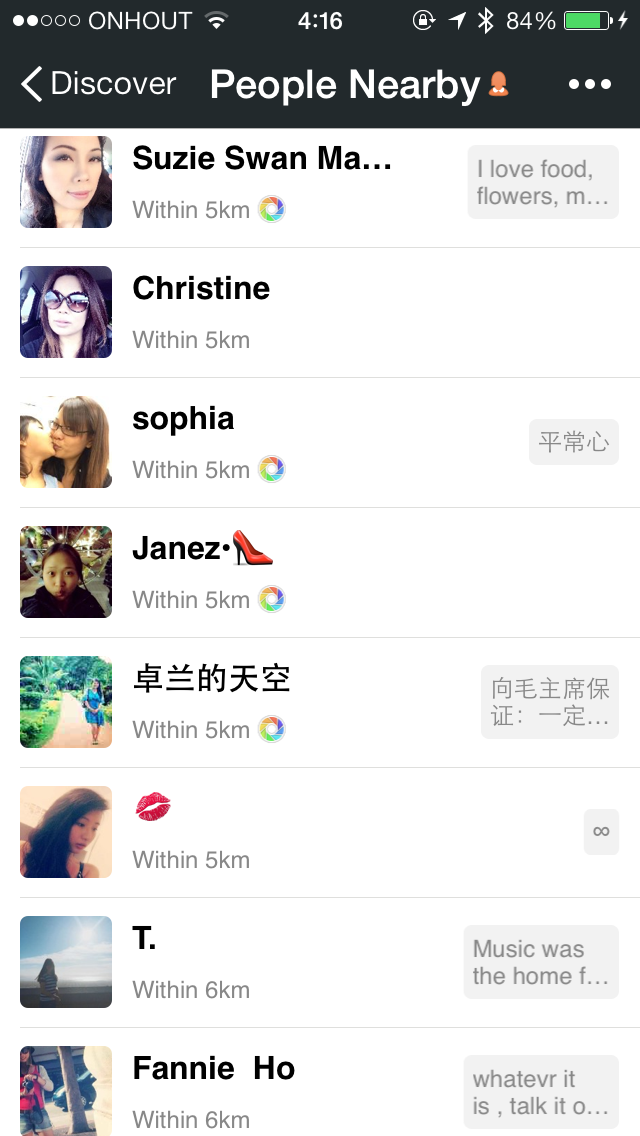 ONHOUT 4:16 84%
Discover People Nearby
Suzie Swan Ma…
Within 5km
I love food,
flowers, m…
Christine
Within 5km
sophia
Within 5km
平常心
Janez·👠
Within 5km
卓兰的天空
Within 5km
向毛主席保
证：一定…
💋
Within 5km
∞
T.
Within 6km
Music was
the home f…
Fannie  Ho
Within 6km
whatevr it
is , talk it o…